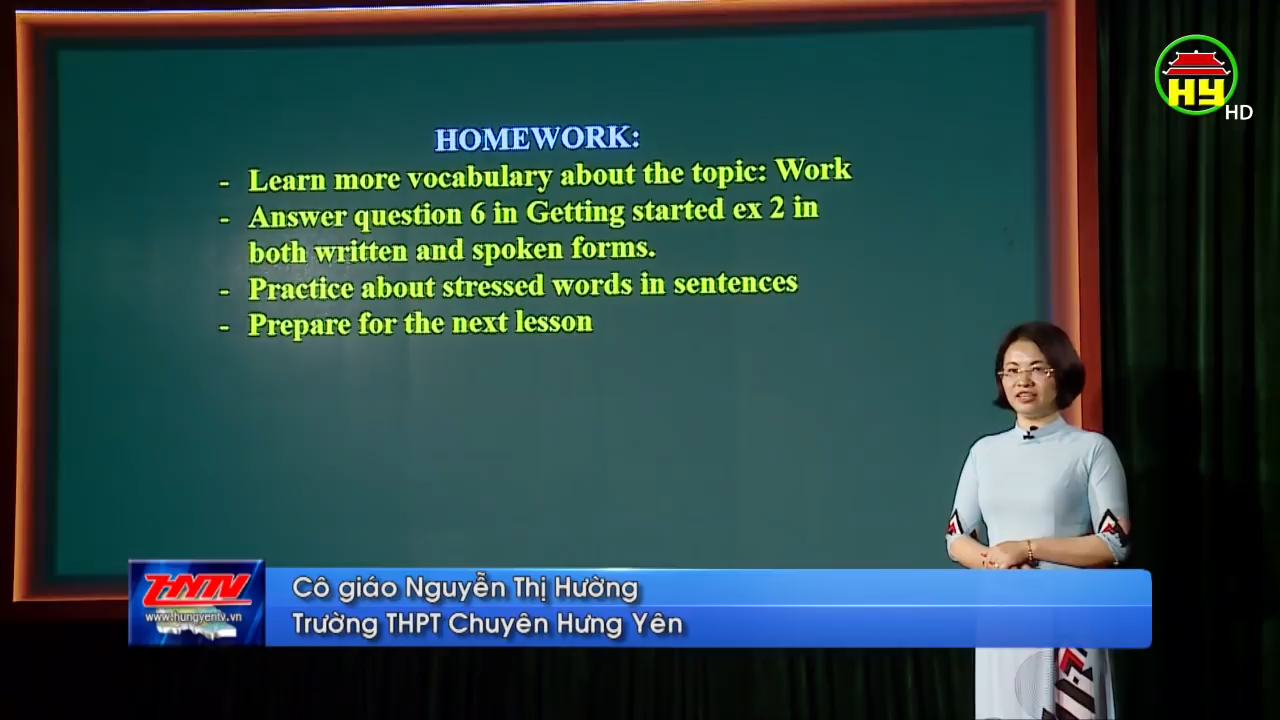 HY
HD
HOMEWORK:
- Learn more vocabulary about the topic: Work
- Answer question 6 in Getting started ex 2 in
both written and spoken forms.
- Practice about stressed words in sentences
- Prepare for the next lesson
HYTV
www.hungyentv.vn
Cô giáo Nguyễn Thị Hường
Trường THPT Chuyên Hưng Yên